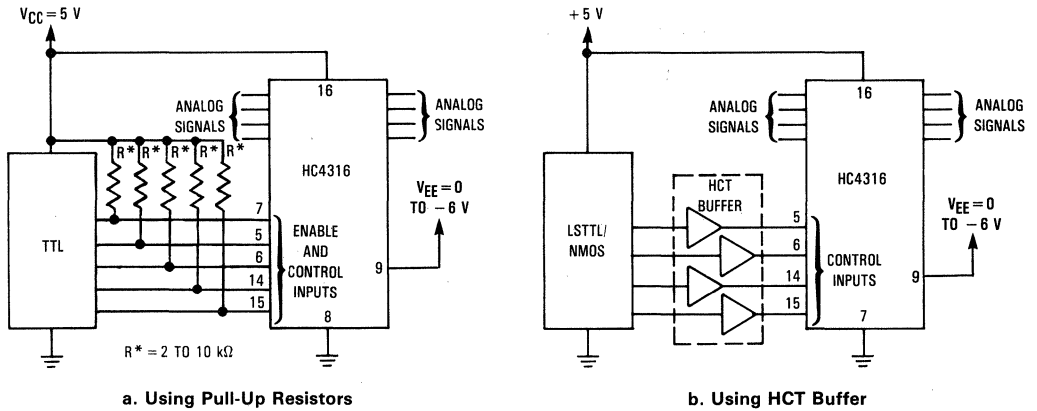 VCC = 5 V
16
ANALOG SIGNALS
ANALOG SIGNALS
R* R* R* R* R*
HC4316
VEE = 0
TO − 6 V
TTL
7
5
6
14
15
ENABLE
AND
CONTROL
INPUTS
9
8
R* = 2 TO 10 kΩ
a. Using Pull-Up Resistors
+ 5 V
16
ANALOG SIGNALS
ANALOG SIGNALS
HCT
BUFFER
HC4316
VEE = 0
TO − 6 V
LSTTL/
NMOS
5
6
14
15
CONTROL
INPUTS
9
7
b. Using HCT Buffer